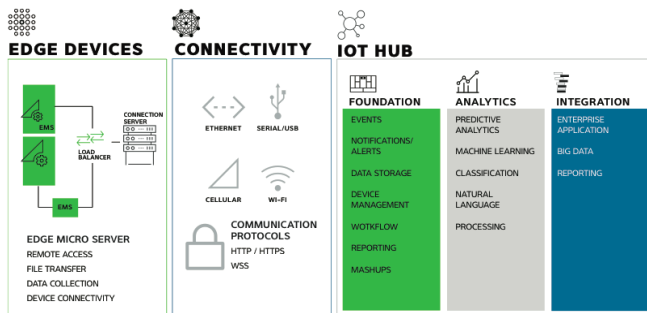 EDGE DEVICES
EMS
CONNECTION
SERVER
LOAD
BALANCER
EMS
EDGE MICRO SERVER
REMOTE ACCESS
FILE TRANSFER
DATA COLLECTION
DEVICE CONNECTIVITY
CONNECTIVITY
ETHERNET
SERIAL/USB
CELLULAR
WI-FI
COMMUNICATION
PROTOCOLS
HTTP / HTTPS
WSS
IOT HUB
FOUNDATION
EVENTS
NOTIFICATIONS/
ALERTS
DATA STORAGE
DEVICE
MANAGEMENT
WOTKFLOW
REPORTING
MASHUPS
ANALYTICS
PREDICTIVE
ANALYTICS
MACHINE LEARNING
CLASSIFICATION
NATURAL
LANGUAGE
PROCESSING
INTEGRATION
ENTERPRISE
APPLICATION
BIG DATA
REPORTING